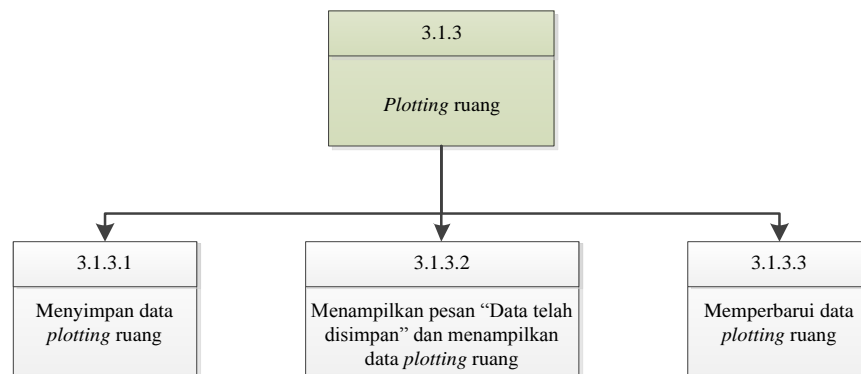 3.1.3
Plotting ruang
3.1.3.1
Menyimpan data
plotting ruang
3.1.3.2
Menampilkan pesan “Data telah
disimpan” dan menampilkan
data plotting ruang
3.1.3.3
Memperbarui data
plotting ruang